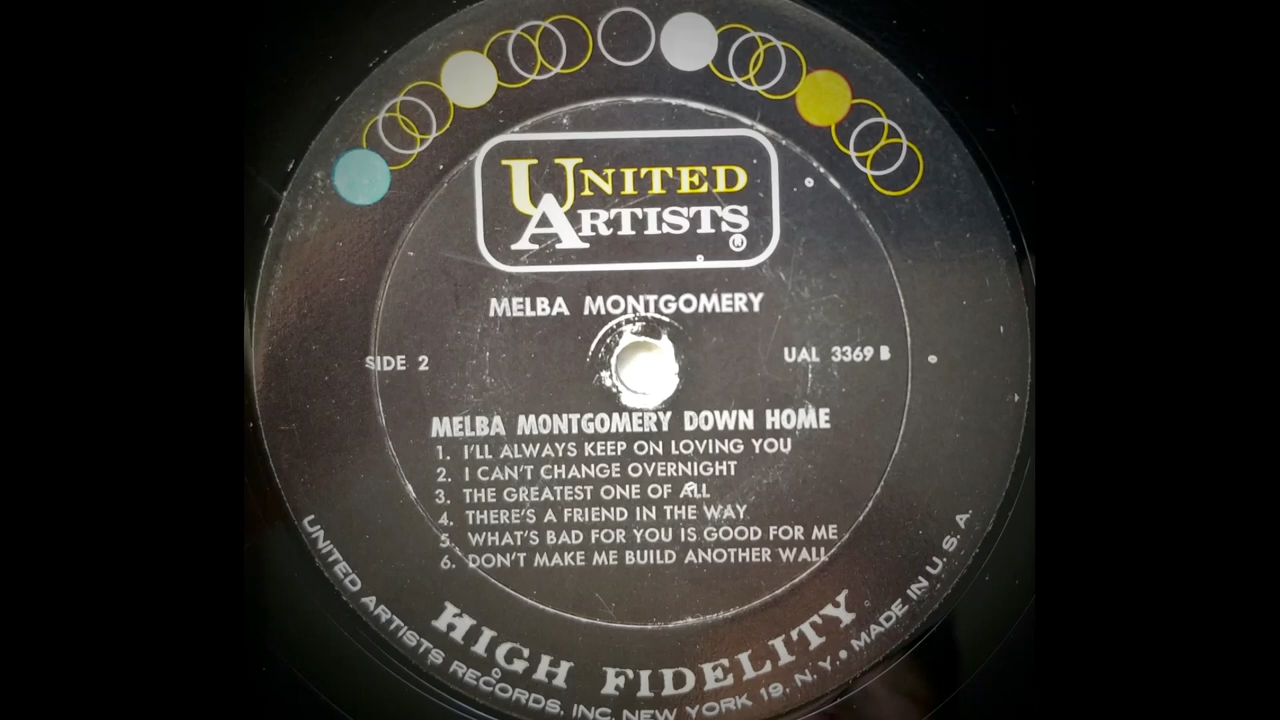 UNITED
ARTISTS
MELBA MONTGOMERY
SIDE 2
UAL 3369 B
MELBA MONTGOMERY DOWN HOME
1. I'LL ALWAYS KEEP ON LOVING YOU
2. I CAN'T CHANGE OVERNIGHT
3. THE GREATEST ONE OF ALL
4. THERE'S A FRIEND IN THE WAY
5. WHAT'S BAD FOR YOU IS GOOD FOR ME
6. DON'T MAKE ME BUILD ANOTHER WALL
HIGH FIDELITY
UNITED ARTISTS RECORDS, INC. NEW YORK 19, N. Y. • MADE IN U. S. A.